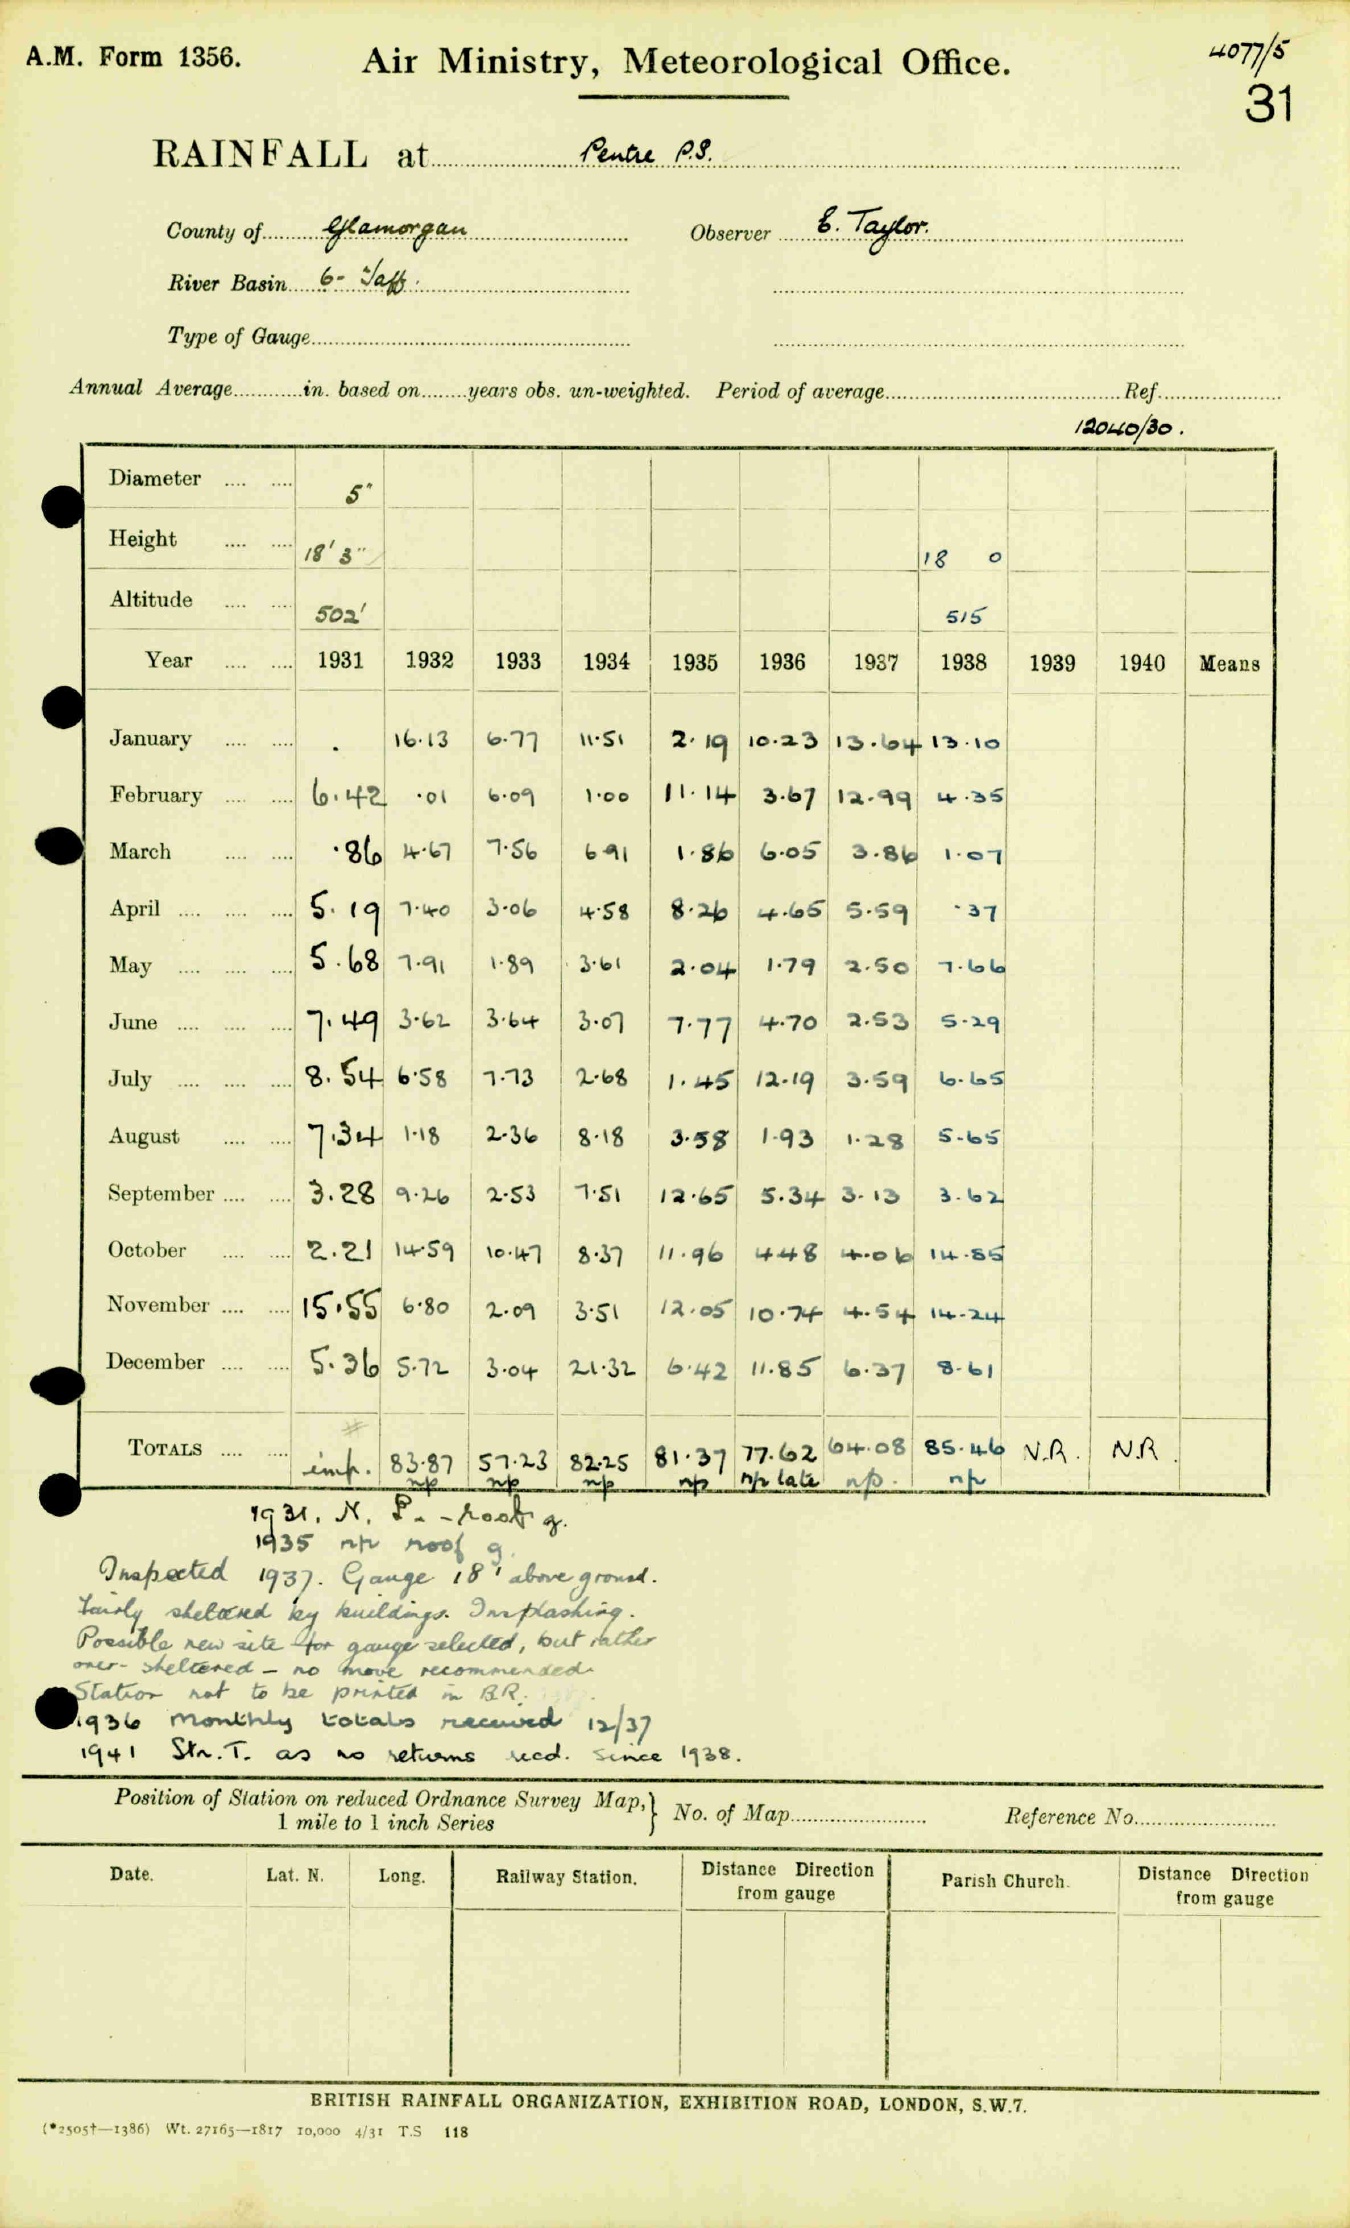 A.M. Form 1356.
Air Ministry, Meteorological Office.
4077/5
31
RAINFALL at Pentre P.S.
County of Glamorgan Observer E. Taylor.
River Basin 6- Taff.
Type of Gauge
Annual Average in. based on years obs. un-weighted. Period of average Ref.
12040/30.
Diameter 5"
Height 18' 3" 18 0
Altitude 502' 515
Year 1931 1932 1933 1934 1935 1936 1937 1938 1939 1940 Means
January . 16.13 6.77 11.51 2.19 10.23 13.64 13.10
February 6.42 .01 6.09 1.00 11.14 3.67 12.99 4.35
March .86 4.67 7.56 6 91 1.86 6.05 3.86 1.07
April 5.19 7.40 3.06 4.58 8.26 4.65 5.59 .37
May 5.68 7.91 1.89 3.61 2.04 1.79 2.50 7.66
June 7.49 3.62 3.64 3.07 7.77 4.70 2.53 5.29
July 8.54 6.58 7.73 2.68 1.45 12.19 3.59 6.65
August 7.34 1.18 2.36 8.18 3.58 1.93 1.28 5.65
September 3.28 9.26 2.53 7.51 12.65 5.34 3.13 3.62
October 2.21 14.59 10.47 8.37 11.96 4 48 4.06 14.85
November 15.55 6.80 2.09 3.51 12.05 10.74 4.54 14.24
December 5.36 5.72 3.04 21.32 6.42 11.85 6.37 8.61
TOTALS imp. 83.87 57.23 82.25 81.37 77.62 64.08 85.46 N.R. N.R.
np np np np np late np. np
1931. N. P. - roof g.
1935 np roof g.
Inspected 1937. Gauge 18' above ground.
Fairly sheltered by buildings. Insplashing.
Possible new site for gauge selected, but rather
over-sheltered - no move recommended.
Station not to be printed in B.R.
1936 Monthly totals received 12/37
1941 Stn. T. as no returns recd. since 1938.
Position of Station on reduced Ordnance Survey Map, } No. of Map Reference No.
1 mile to 1 inch Series
Date. Lat. N. Long. Railway Station. Distance Direction from gauge Parish Church. Distance Direction from gauge
BRITISH RAINFALL ORGANIZATION, EXHIBITION ROAD, LONDON, S.W.7.
(*2505†—1386) Wt. 27165—1817 10,000 4/31 T.S 118